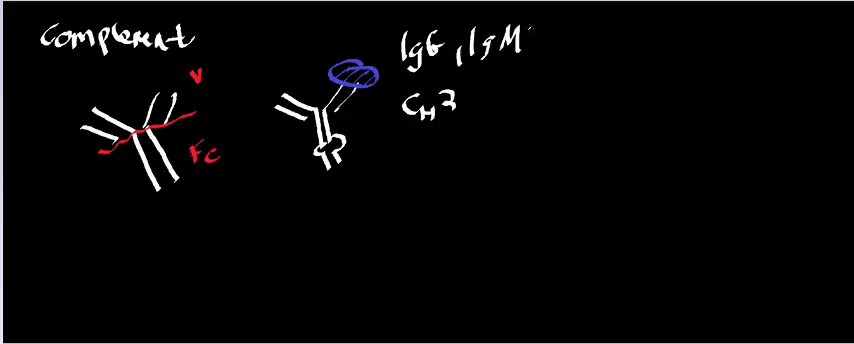 Complement
IgG, IgM
V
CH2
Fc